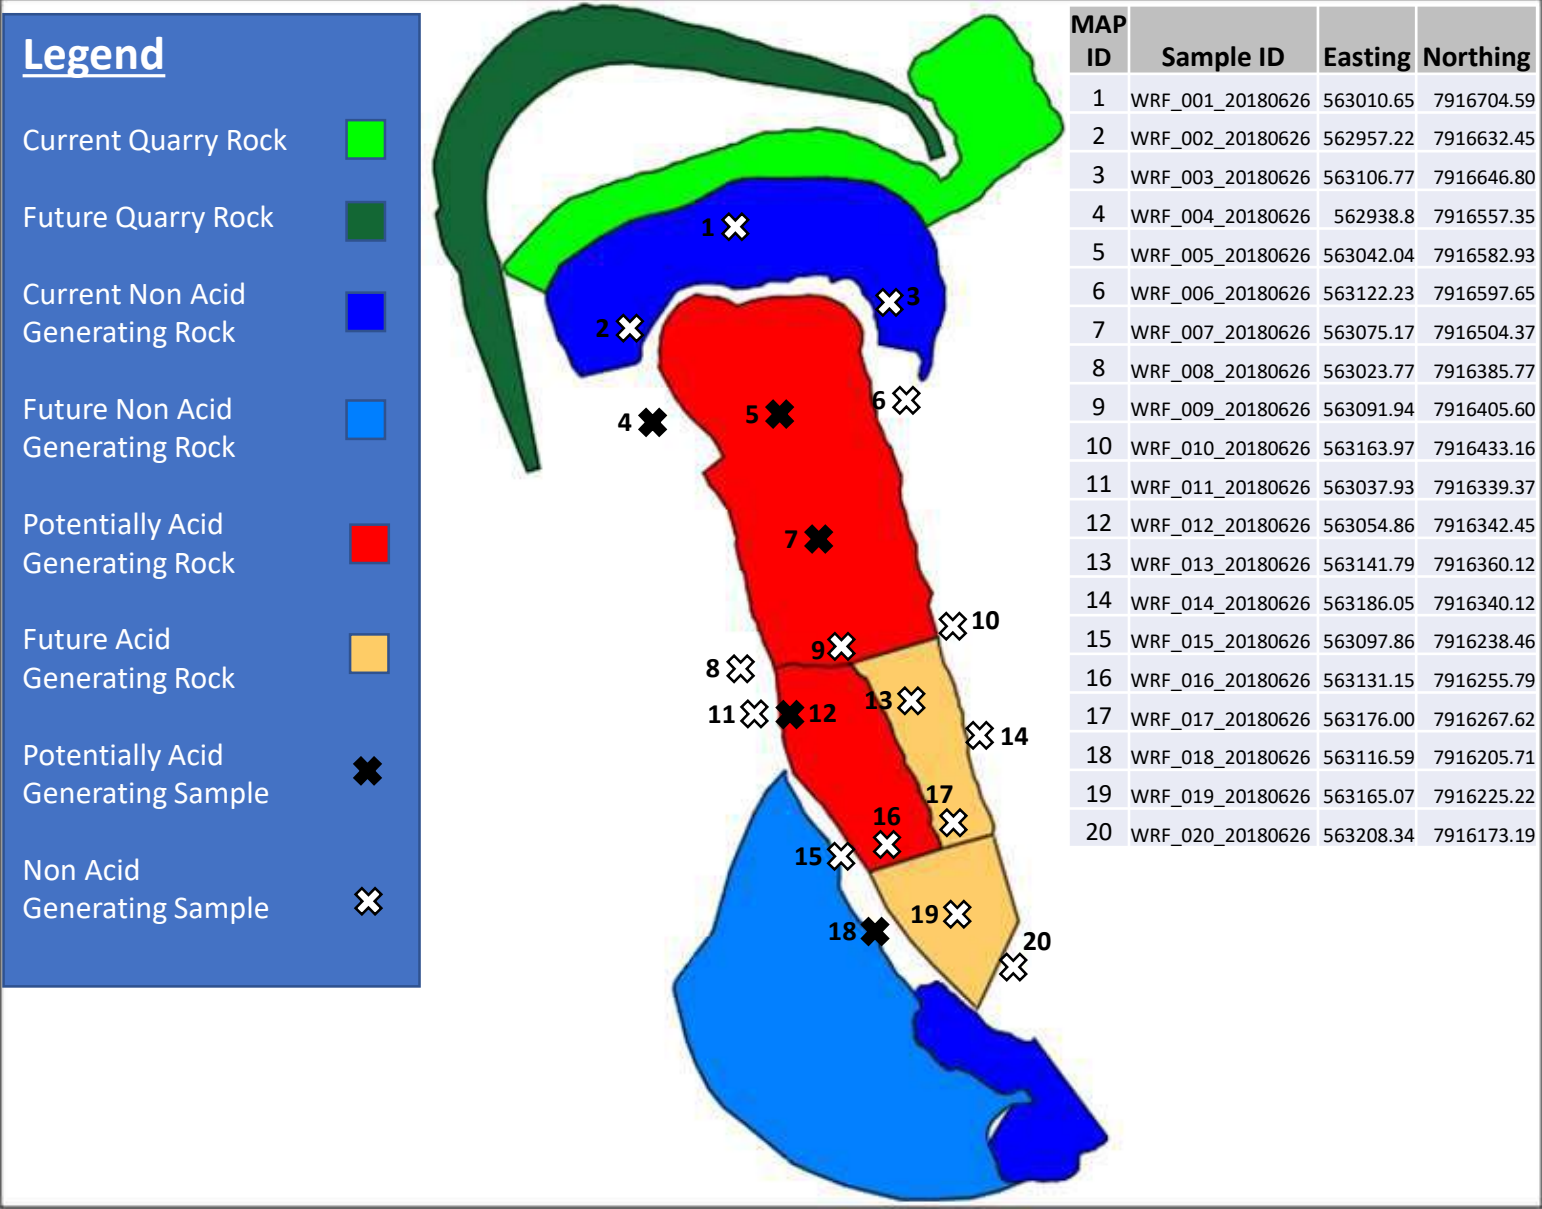 Legend
Current Quarry Rock
Future Quarry Rock
Current Non Acid
Generating Rock
Future Non Acid
Generating Rock
Potentially Acid
Generating Rock
Future Acid
Generating Rock
Potentially Acid
Generating Sample
Non Acid
Generating Sample
1
2
3
4
5
6
7
8
9
10
11
12
13
14
15
16
17
18
19
20
MAP
ID Sample ID Easting Northing
1 WRF_001_20180626 563010.65 7916704.59
2 WRF_002_20180626 562957.22 7916632.45
3 WRF_003_20180626 563106.77 7916646.80
4 WRF_004_20180626 562938.8 7916557.35
5 WRF_005_20180626 563042.04 7916582.93
6 WRF_006_20180626 563122.23 7916597.65
7 WRF_007_20180626 563075.17 7916504.37
8 WRF_008_20180626 563023.77 7916385.77
9 WRF_009_20180626 563091.94 7916405.60
10 WRF_010_20180626 563163.97 7916433.16
11 WRF_011_20180626 563037.93 7916339.37
12 WRF_012_20180626 563054.86 7916342.45
13 WRF_013_20180626 563141.79 7916360.12
14 WRF_014_20180626 563186.05 7916340.12
15 WRF_015_20180626 563097.86 7916238.46
16 WRF_016_20180626 563131.15 7916255.79
17 WRF_017_20180626 563176.00 7916267.62
18 WRF_018_20180626 563116.59 7916205.71
19 WRF_019_20180626 563165.07 7916225.22
20 WRF_020_20180626 563208.34 7916173.19